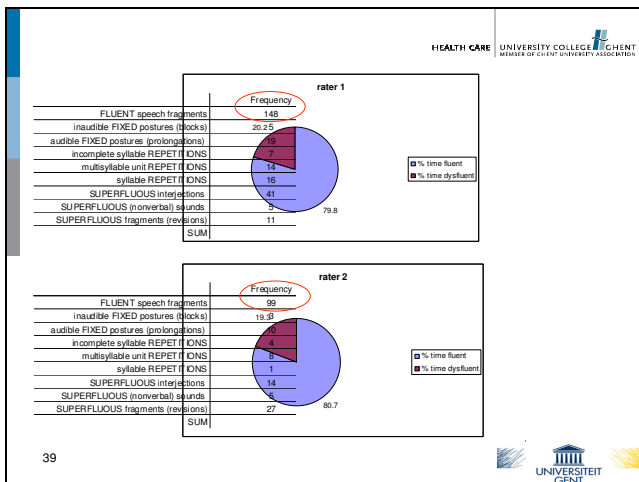 HEALTH CARE
UNIVERSITY COLLEGE GHENT
MEMBER OF GHENT UNIVERSITY ASSOCIATION
rater 1
Frequency
FLUENT speech fragments 148
inaudible FIXED postures (blocks) 5
20.2
audible FIXED postures (prolongations) 19
incomplete syllable REPETITIONS 7
multisyllable unit REPETITIONS 14
syllable REPETITIONS 16
SUPERFLUOUS interjections 41
SUPERFLUOUS (nonverbal) sounds 5
SUPERFLUOUS fragments (revisions) 11
SUM
79.8
% time fluent
% time dysfluent
rater 2
Frequency
FLUENT speech fragments 99
inaudible FIXED postures (blocks) 3
19.3
audible FIXED postures (prolongations) 10
incomplete syllable REPETITIONS 4
multisyllable unit REPETITIONS 8
syllable REPETITIONS 1
SUPERFLUOUS interjections 14
SUPERFLUOUS (nonverbal) sounds 5
SUPERFLUOUS fragments (revisions) 27
SUM
80.7
% time fluent
% time dysfluent
39
UNIVERSITEIT
GENT